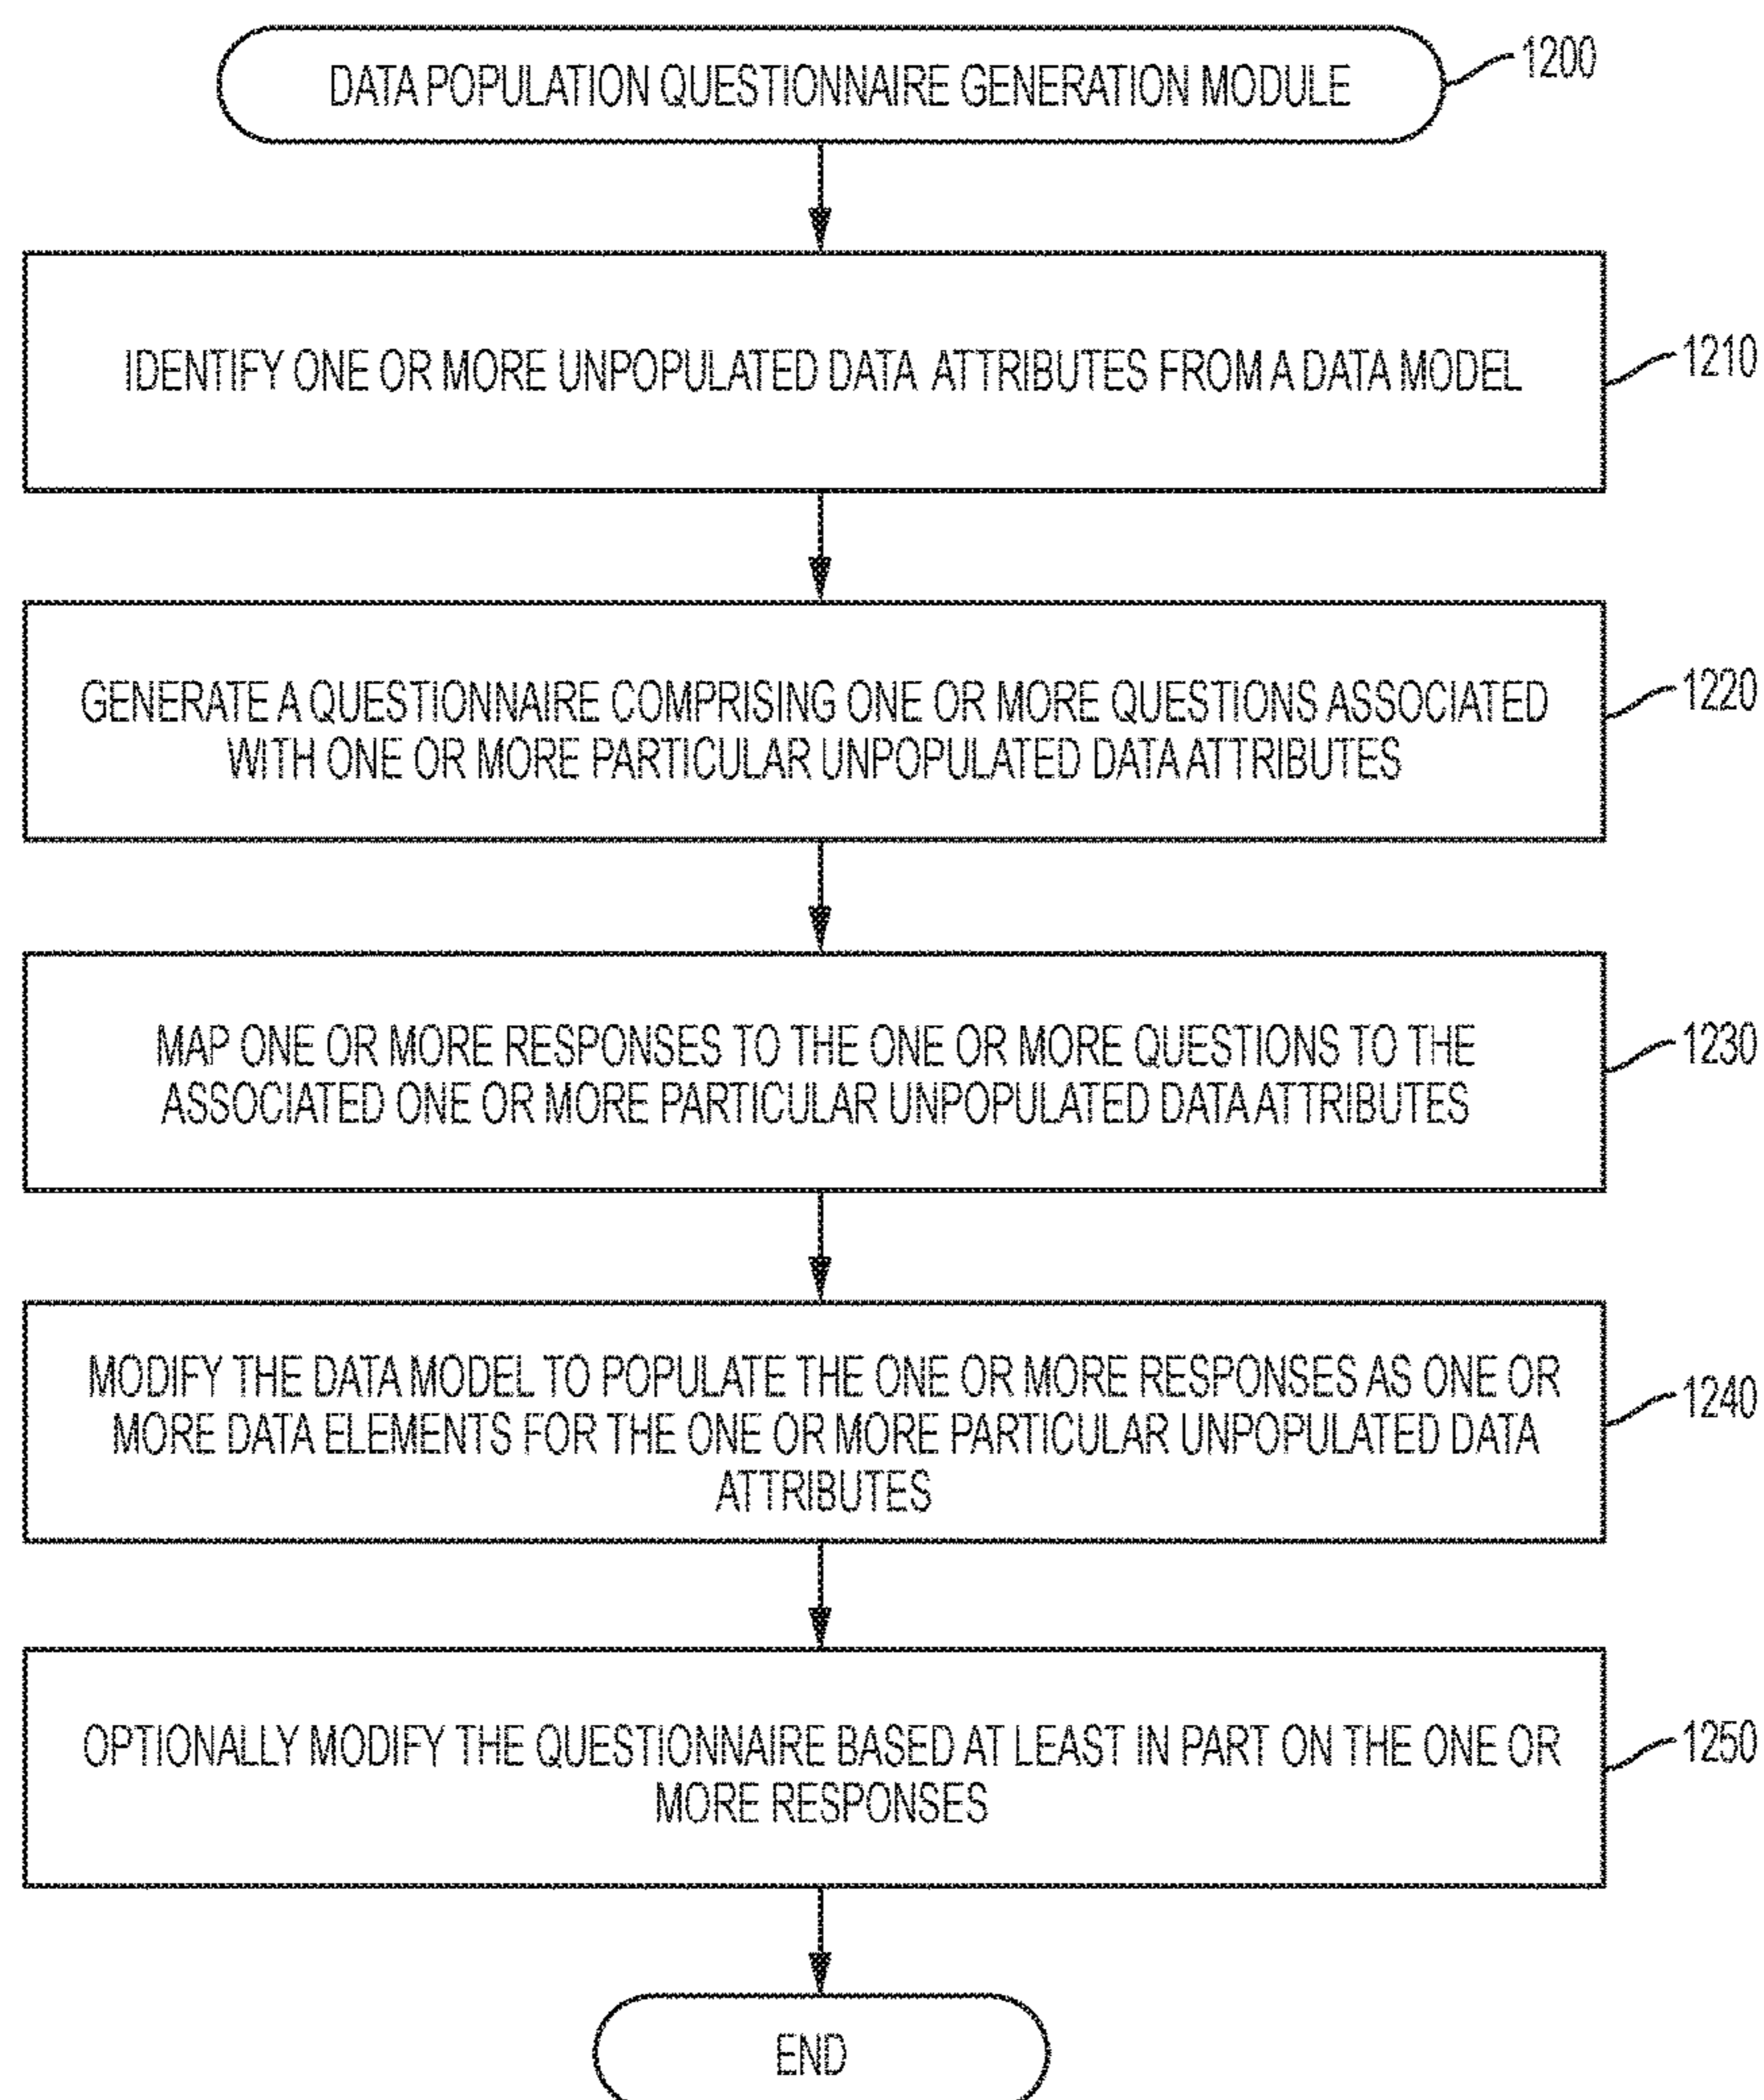 DATA POPULATION QUESTIONNAIRE GENERATION MODULE
1200
IDENTIFY ONE OR MORE UNPOPULATED DATA ATTRIBUTES FROM A DATA MODEL
1210
GENERATE A QUESTIONNAIRE COMPRISING ONE OR MORE QUESTIONS ASSOCIATED
WITH ONE OR MORE PARTICULAR UNPOPULATED DATA ATTRIBUTES
1220
MAP ONE OR MORE RESPONSES TO THE ONE OR MORE QUESTIONS TO THE
ASSOCIATED ONE OR MORE PARTICULAR UNPOPULATED DATA ATTRIBUTES
1230
MODIFY THE DATA MODEL TO POPULATE THE ONE OR MORE RESPONSES AS ONE OR
MORE DATA ELEMENTS FOR THE ONE OR MORE PARTICULAR UNPOPULATED DATA
ATTRIBUTES
1240
OPTIONALLY MODIFY THE QUESTIONNAIRE BASED AT LEAST IN PART ON THE ONE OR
MORE RESPONSES
1250
END